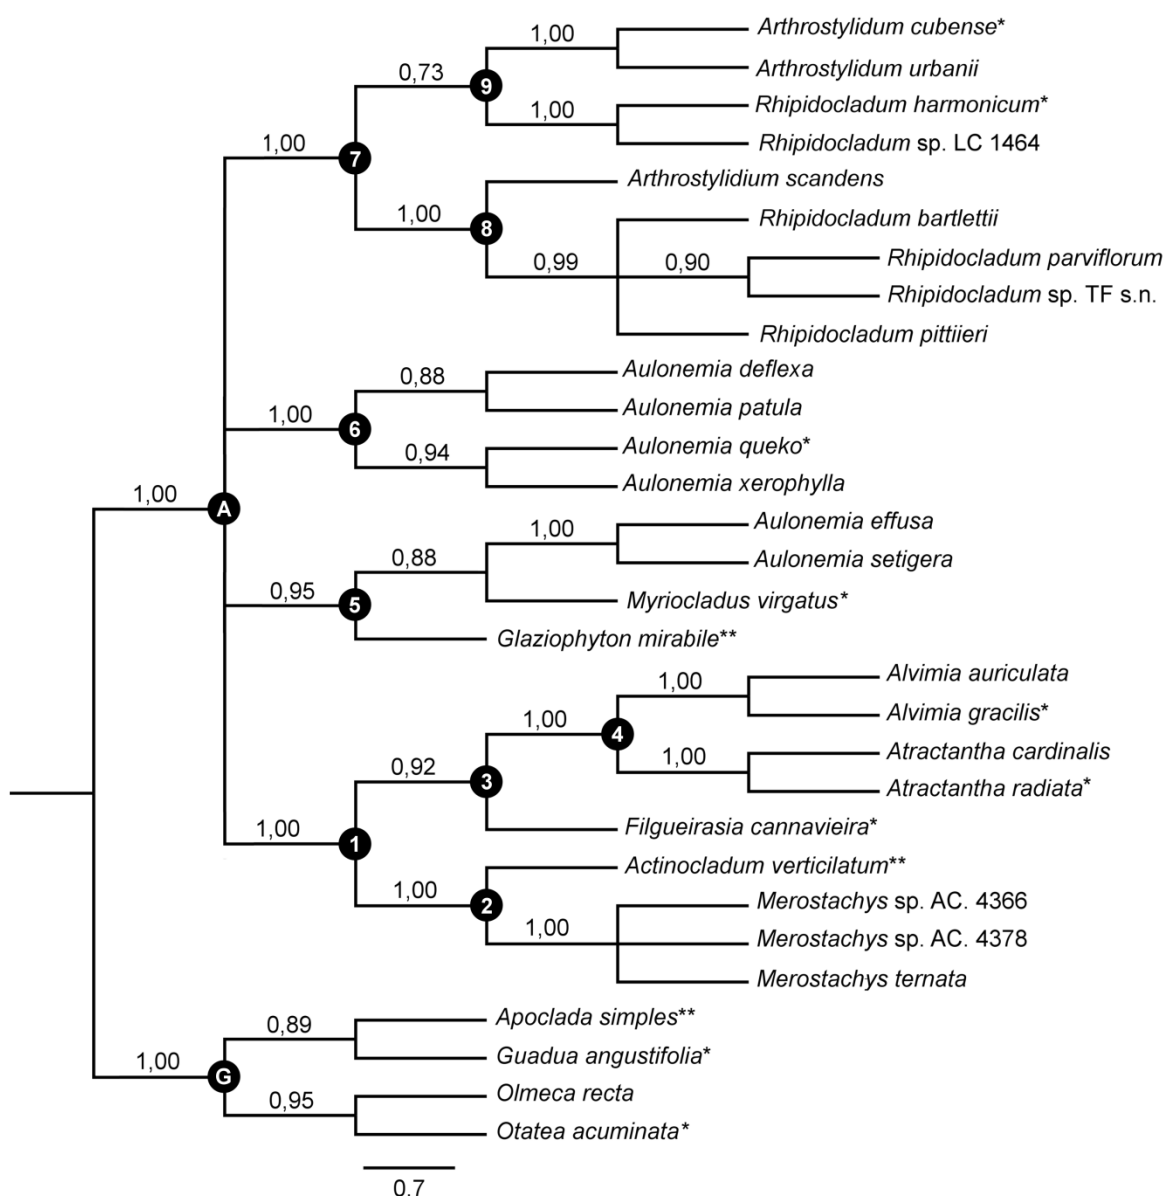 1,00
Arthrostylidum cubense*
0,73
9
Arthrostylidum urbanii
1,00
Rhipidocladum harmonicum*
1,00
7
Rhipidocladum sp. LC 1464
Arthrostylidium scandens
1,00
8
Rhipidocladum bartlettii
0,99
0,90
Rhipidocladum parviflorum
Rhipidocladum sp. TF s.n.
Rhipidocladum pittiieri
0,88
Aulonemia deflexa
1,00
6
Aulonemia patula
0,94
Aulonemia queko*
Aulonemia xerophylla
1,00
A
1,00
Aulonemia effusa
0,88
Aulonemia setigera
0,95
5
Myriocladus virgatus*
Glaziophyton mirabile**
1,00
Alvimia auriculata
1,00
4
Alvimia gracilis*
0,92
3
1,00
Atractantha cardinalis
Atractantha radiata*
1,00
1
Filgueirasia cannavieira*
Actinocladum verticilatum**
1,00
2
Merostachys sp. AC. 4366
1,00
Merostachys sp. AC. 4378
Merostachys ternata
0,89
Apoclada simples**
1,00
G
Guadua angustifolia*
0,95
Olmeca recta
Otatea acuminata*
0.7